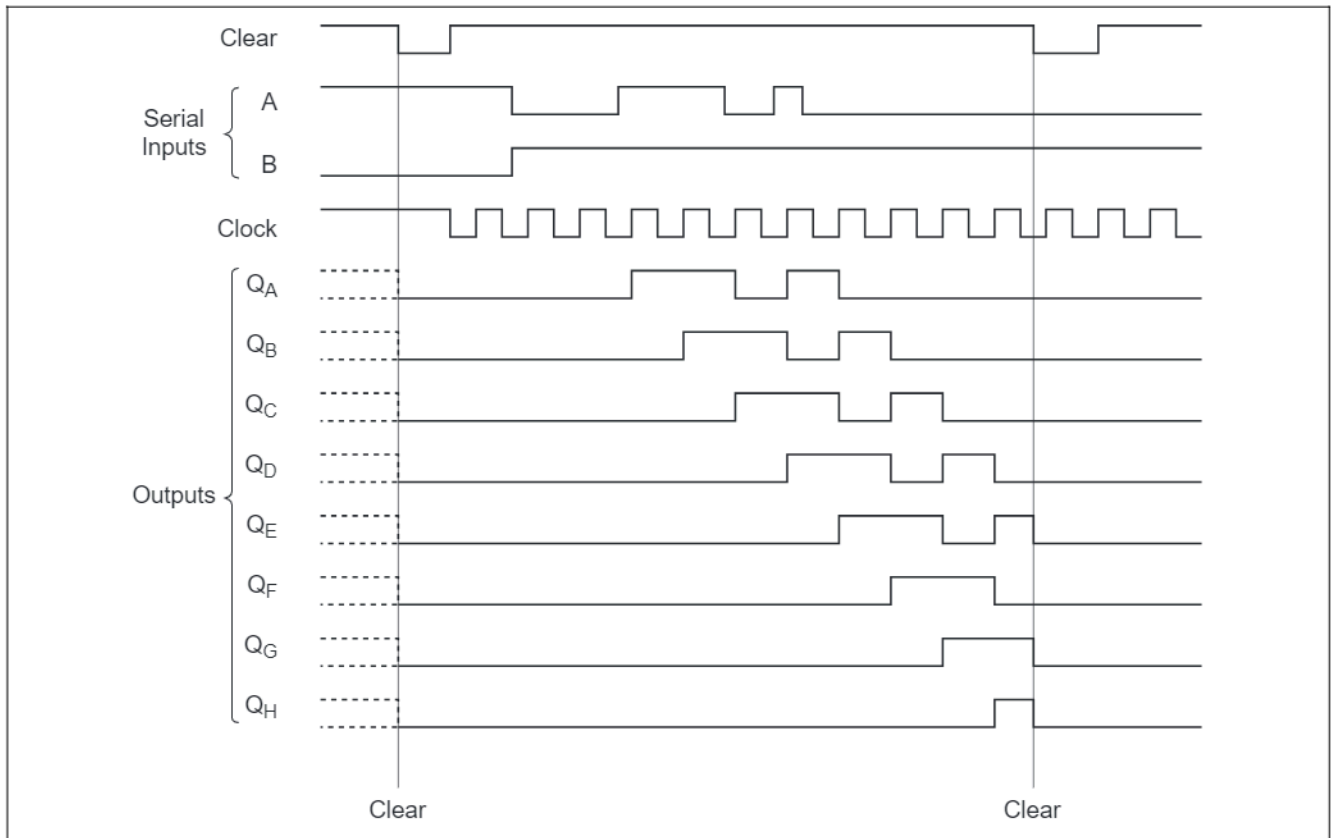 Clear
Serial
Inputs
A
B
Clock
Outputs
QA
QB
QC
QD
QE
QF
QG
QH
Clear
Clear